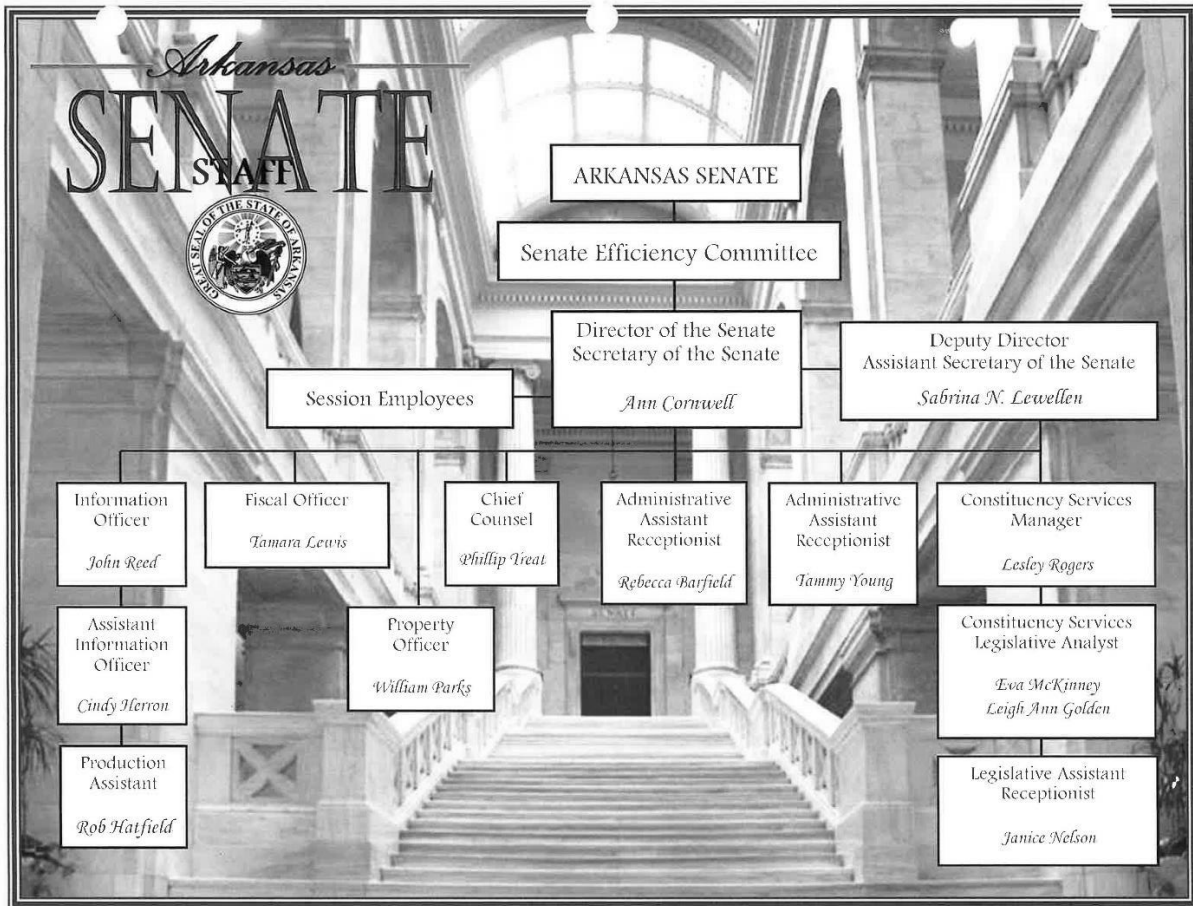 Arkansas
SENATE
STAFF
GREAT SEAL OF THE STATE OF ARKANSAS
ARKANSAS SENATE
Senate Efficiency Committee
Director of the Senate
Secretary of the Senate
Ann Cornwell
Deputy Director
Assistant Secretary of the Senate
Sabrina N. Lewellen
Session Employees
Information
Officer
John Reed
Fiscal Officer
Tamara Lewis
Chief
Counsel
Phillip Treat
Administrative
Assistant
Receptionist
Rebecca Barfield
Administrative
Assistant
Receptionist
Tammy Young
Constituency Services
Manager
Lesley Rogers
Assistant
Information
Officer
Cindy Herron
Property
Officer
William Parks
SENATE
Constituency Services
Legislative Analyst
Eva McKinney
Leigh Ann Golden
Production
Assistant
Rob Hatfield
Legislative Assistant
Receptionist
Janice Nelson